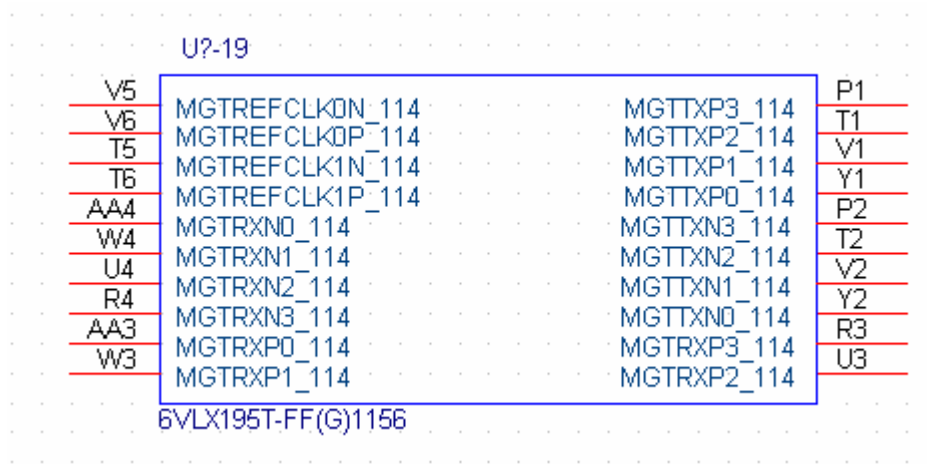 U?-19
V5 MGTREFCLK0N_114 MGTTXP3_114 P1
V6 MGTREFCLK0P_114 MGTTXP2_114 T1
T5 MGTREFCLK1N_114 MGTTXP1_114 V1
T6 MGTREFCLK1P_114 MGTTXP0_114 Y1
AA4 MGTRXN0_114 MGTTXN3_114 P2
W4 MGTRXN1_114 MGTTXN2_114 T2
U4 MGTRXN2_114 MGTTXN1_114 V2
R4 MGTRXN3_114 MGTTXN0_114 Y2
AA3 MGTRXP0_114 MGTRXP3_114 R3
W3 MGTRXP1_114 MGTRXP2_114 U3
6VLX195T-FF(G)1156